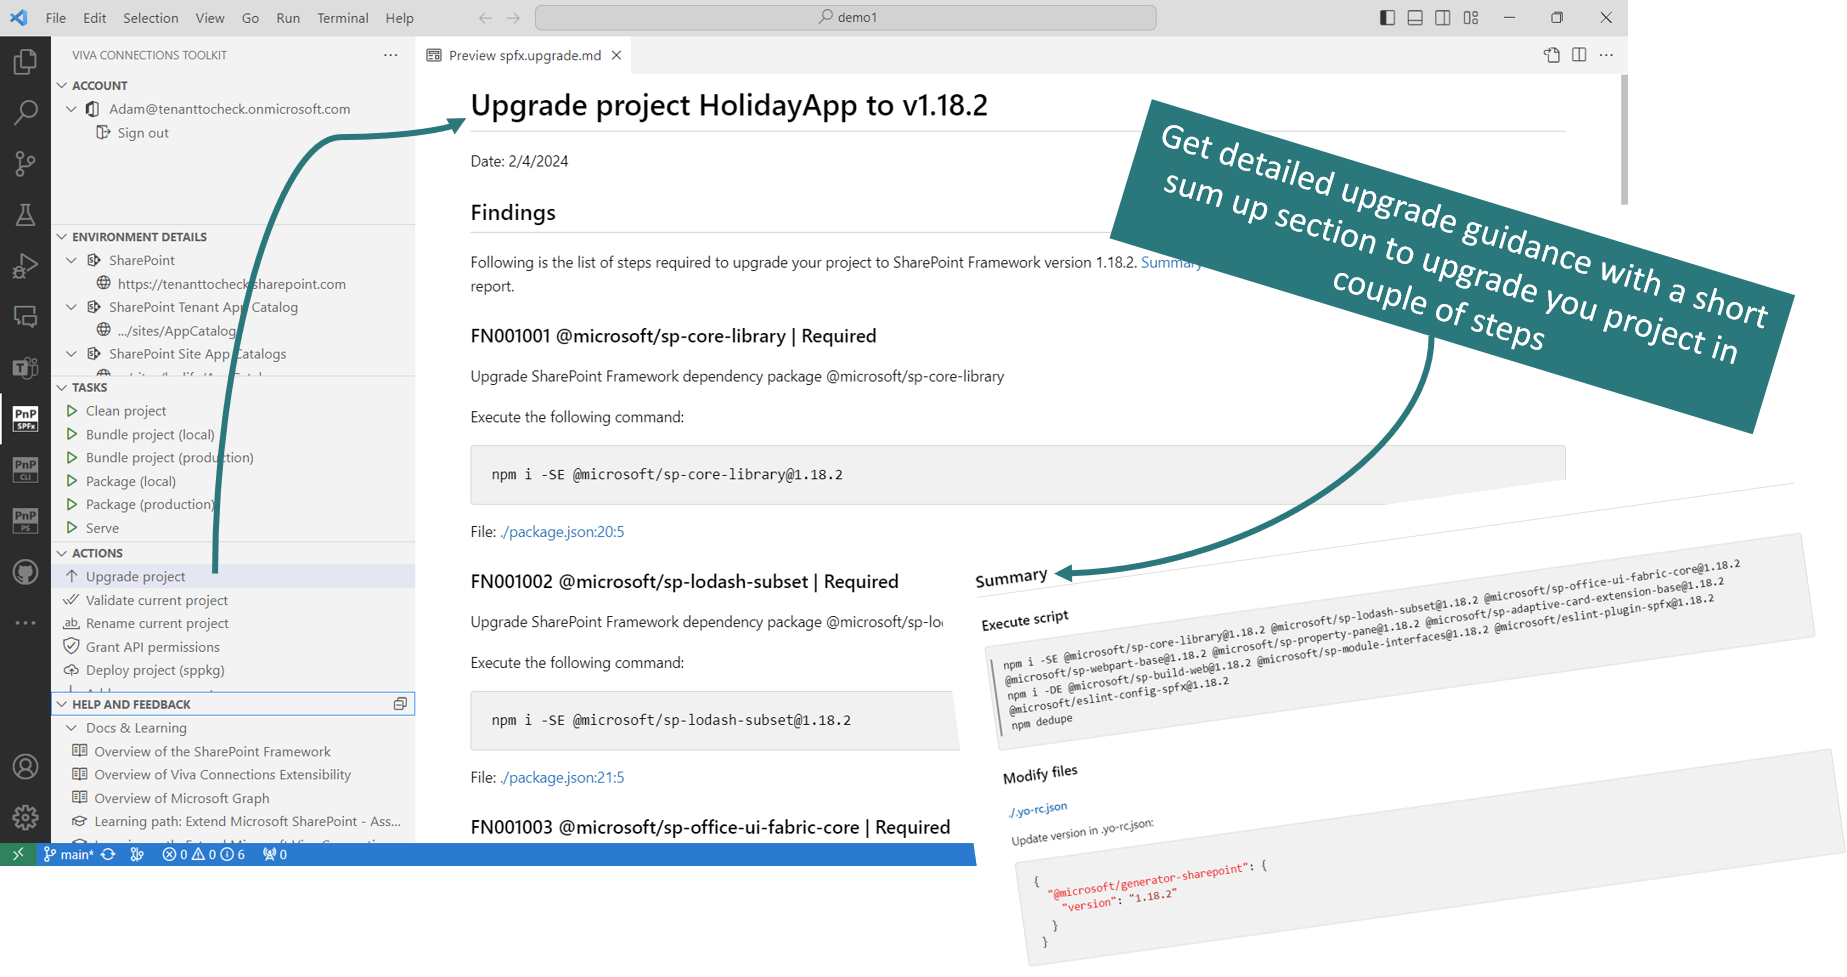 File Edit Selection View Go Run Terminal Help
demo1
VIVA CONNECTIONS TOOLKIT
ACCOUNT
Adam@tenanttocheck.onmicrosoft.com
Sign out
ENVIRONMENT DETAILS
SharePoint
https://tenanttocheck.sharepoint.com
SharePoint Tenant App Catalog
.../sites/AppCatalog
SharePoint Site App Catalogs
TASKS
Clean project
Bundle project (local)
Bundle project (production)
Package (local)
Package (production)
Serve
ACTIONS
Upgrade project
Validate current project
Rename current project
Grant API permissions
Deploy project (sppkg)
HELP AND FEEDBACK
Docs & Learning
Overview of the SharePoint Framework
Overview of Viva Connections Extensibility
Overview of Microsoft Graph
Learning path: Extend Microsoft SharePoint - Ass...
PnP
SPFx
PnP
CLI
PnP
PS
main* 0 0 6 0
Preview spfx.upgrade.md
Upgrade project HolidayApp to v1.18.2
Date: 2/4/2024
Findings
Following is the list of steps required to upgrade your project to SharePoint Framework version 1.18.2. Summary
report.
FN001001 @microsoft/sp-core-library | Required
Upgrade SharePoint Framework dependency package @microsoft/sp-core-library
Execute the following command:
npm i -SE @microsoft/sp-core-library@1.18.2
File: ./package.json:20:5
FN001002 @microsoft/sp-lodash-subset | Required
Upgrade SharePoint Framework dependency package @microsoft/sp-lo
Execute the following command:
npm i -SE @microsoft/sp-lodash-subset@1.18.2
File: ./package.json:21:5
FN001003 @microsoft/sp-office-ui-fabric-core | Required
Get detailed upgrade guidance with a short
sum up section to upgrade you project in
couple of steps
Summary
Execute script
npm i -SE @microsoft/sp-core-library@1.18.2 @microsoft/sp-lodash-subset@1.18.2 @microsoft/sp-office-ui-fabric-core@1.18.2
@microsoft/sp-webpart-base@1.18.2 @microsoft/sp-property-pane@1.18.2 @microsoft/sp-adaptive-card-extension-base@1.18.2
npm i -DE @microsoft/sp-build-web@1.18.2 @microsoft/sp-module-interfaces@1.18.2 @microsoft/eslint-plugin-spfx@1.18.2
@microsoft/eslint-config-spfx@1.18.2
npm dedupe
Modify files
./.yo-rc.json
Update version in .yo-rc.json:
{
"@microsoft/generator-sharepoint": {
"version": "1.18.2"
}
}